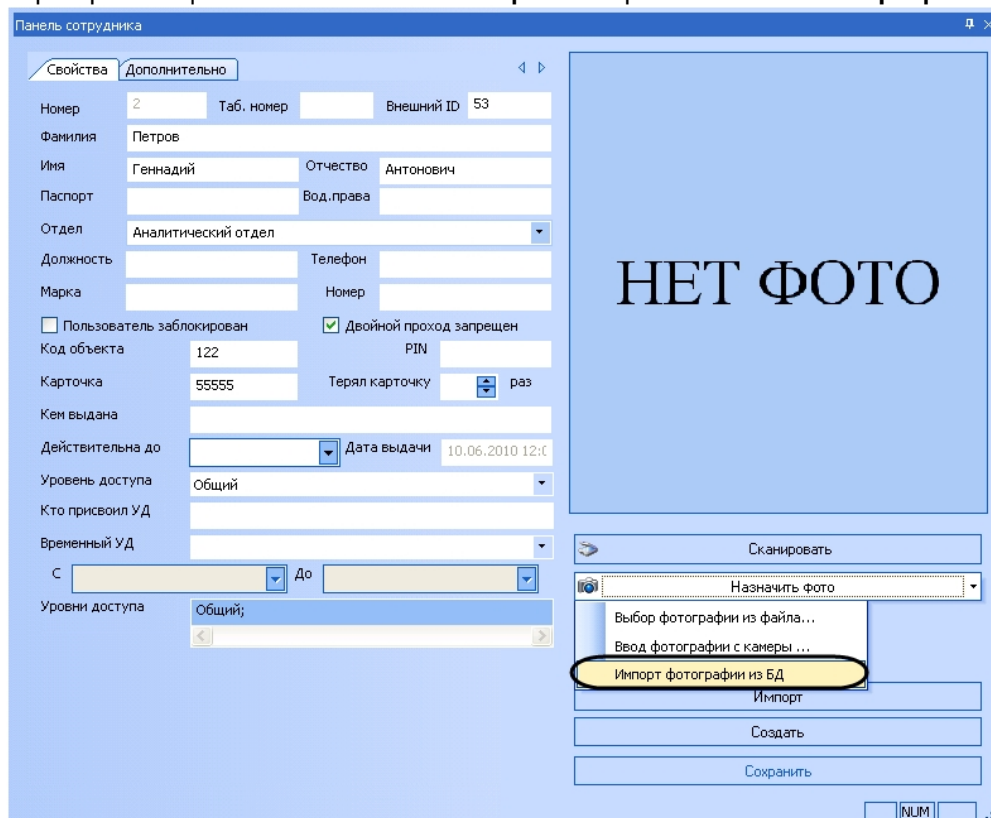 Панель сотрудника
Свойства Дополнительно
Номер 2 Таб. номер Внешний ID 53
Фамилия Петров
Имя Геннадий Отчество Антонович
Паспорт Вод.права
Отдел Аналитический отдел
Должность Телефон
Марка Номер
Пользователь заблокирован Двойной проход запрещен
Код объекта 122 PIN
Карточка 55555 Терял карточку раз
Кем выдана
Действительна до Дата выдачи 10.06.2010 12:0
Уровень доступа Общий
Кто присвоил УД
Временный УД
С До
Уровни доступа Общий;
НЕТ ФОТО
Сканировать
Назначить фото
Выбор фотографии из файла...
Ввод фотографии с камеры ...
Импорт фотографии из БД
Импорт
Создать
Сохранить
NUM